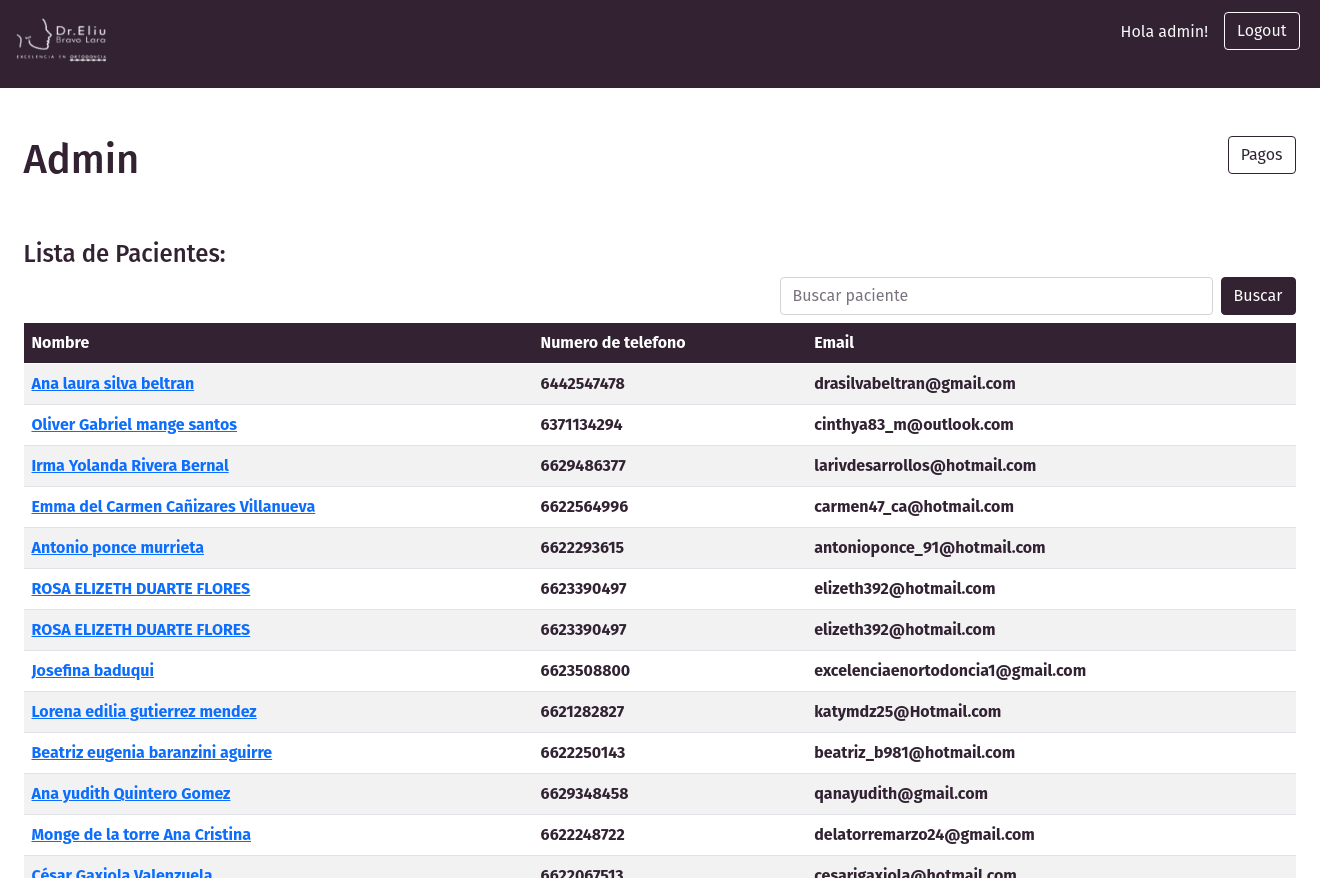 Dr.Eliu
Bravo Lara
EXCELENCIA EN ORTODONCIA
Hola admin!
Logout
Admin
Pagos
Lista de Pacientes:
Buscar paciente
Buscar
Nombre Numero de telefono Email
Ana laura silva beltran 6442547478 drasilvabeltran@gmail.com
Oliver Gabriel mange santos 6371134294 cinthya83_m@outlook.com
Irma Yolanda Rivera Bernal 6629486377 larivdesarrollos@hotmail.com
Emma del Carmen Cañizares Villanueva 6622564996 carmen47_ca@hotmail.com
Antonio ponce murrieta 6622293615 antonioponce_91@hotmail.com
ROSA ELIZETH DUARTE FLORES 6623390497 elizeth392@hotmail.com
ROSA ELIZETH DUARTE FLORES 6623390497 elizeth392@hotmail.com
Josefina baduqui 6623508800 excelenciaenortodoncia1@gmail.com
Lorena edilia gutierrez mendez 6621282827 katymdz25@Hotmail.com
Beatriz eugenia baranzini aguirre 6622250143 beatriz_b981@hotmail.com
Ana yudith Quintero Gomez 6629348458 qanayudith@gmail.com
Monge de la torre Ana Cristina 6622248722 delatorremarzo24@gmail.com
César Gaxiola Valenzuela 6622067513 cesarjgaxiola@hotmail.com